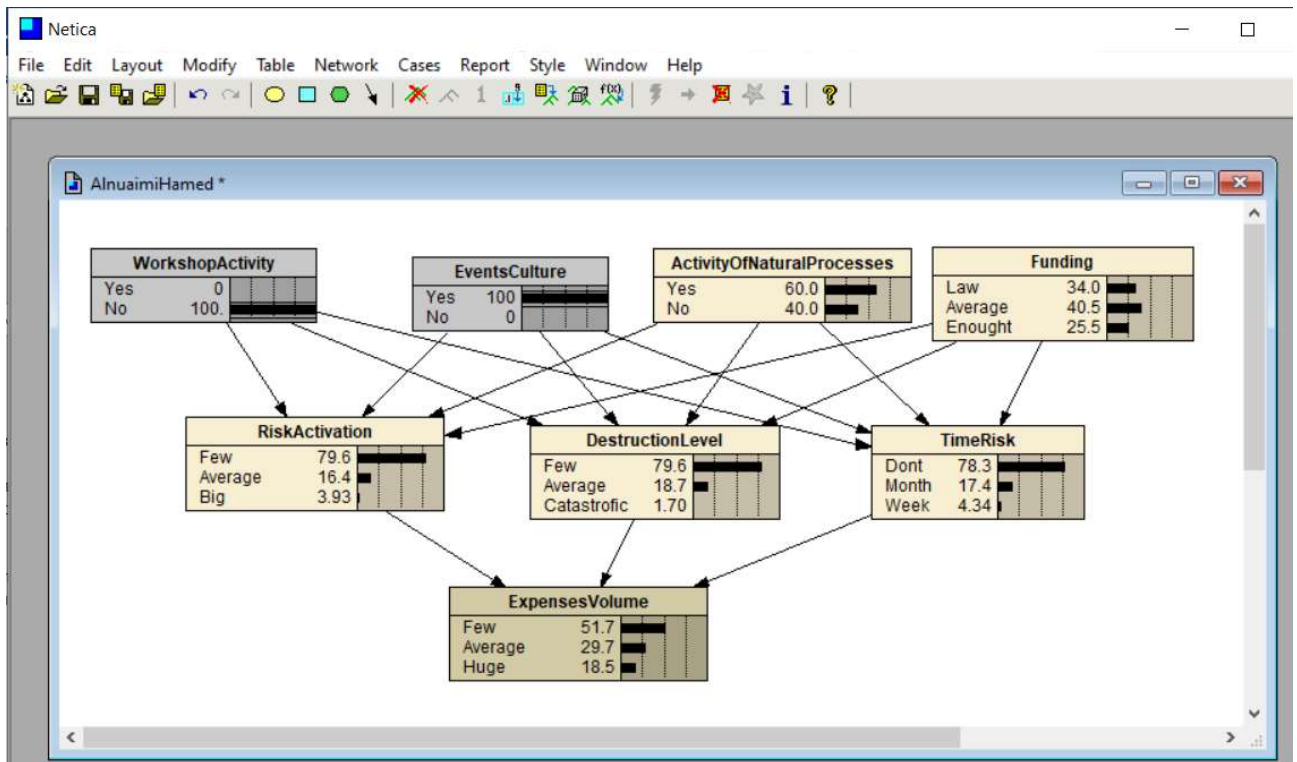 Netica
File Edit Layout Modify Table Network Cases Report Style Window Help
1 f(x) i ?
AlnuaimiHamed *
WorkshopActivity
Yes 0
No 100.
EventsCulture
Yes 100
No 0
ActivityOfNaturalProcesses
Yes 60.0
No 40.0
Funding
Law 34.0
Average 40.5
Enought 25.5
RiskActivation
Few 79.6
Average 16.4
Big 3.93
DestructionLevel
Few 79.6
Average 18.7
Catastrofic 1.70
TimeRisk
Dont 78.3
Month 17.4
Week 4.34
ExpensesVolume
Few 51.7
Average 29.7
Huge 18.5